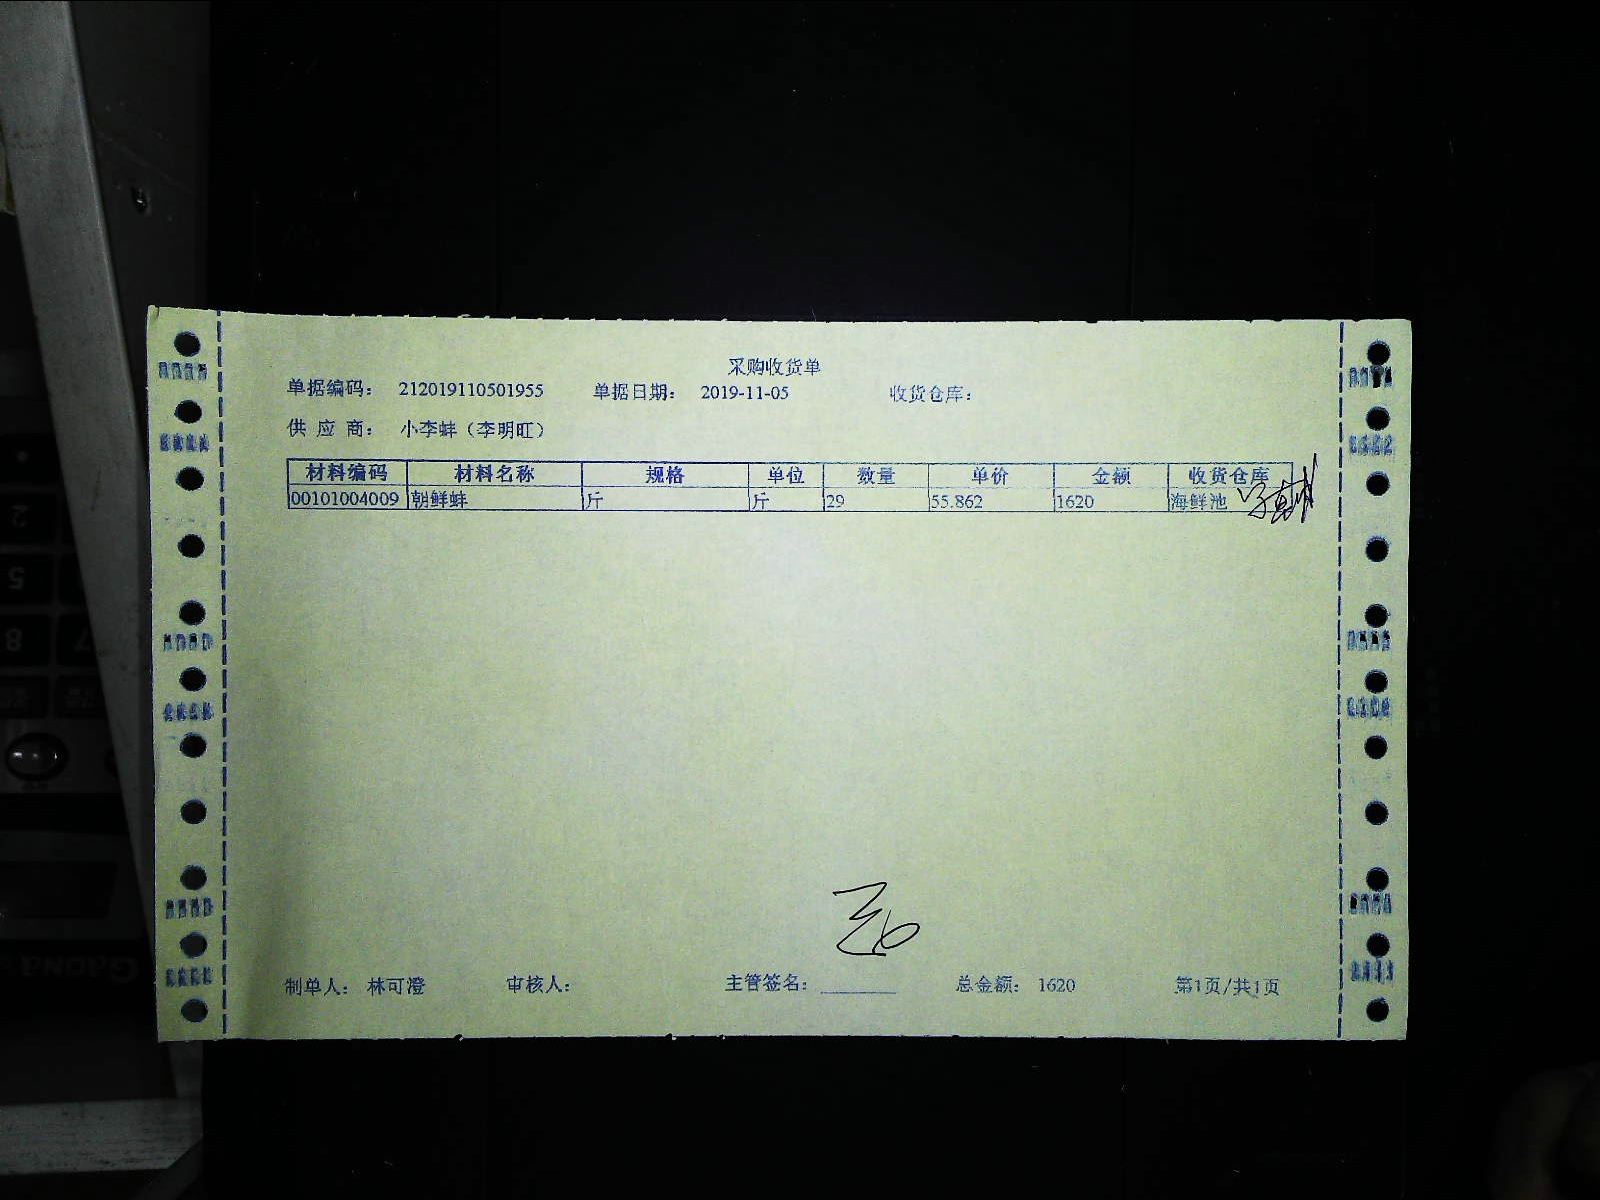 采购收货单
单据编码： 212019110501955 单据日期： 2019-11-05 收货仓库：
供 应 商： 小李蚌（李明旺）
材料编码 材料名称 规格 单位 数量 单价 金额 收货仓库
00101004009 朝鲜蚌 斤 斤 29 55.862 1620 海鲜池
制单人： 林可澄 审核人： 主管签名： 总金额： 1620 第1页/共1页